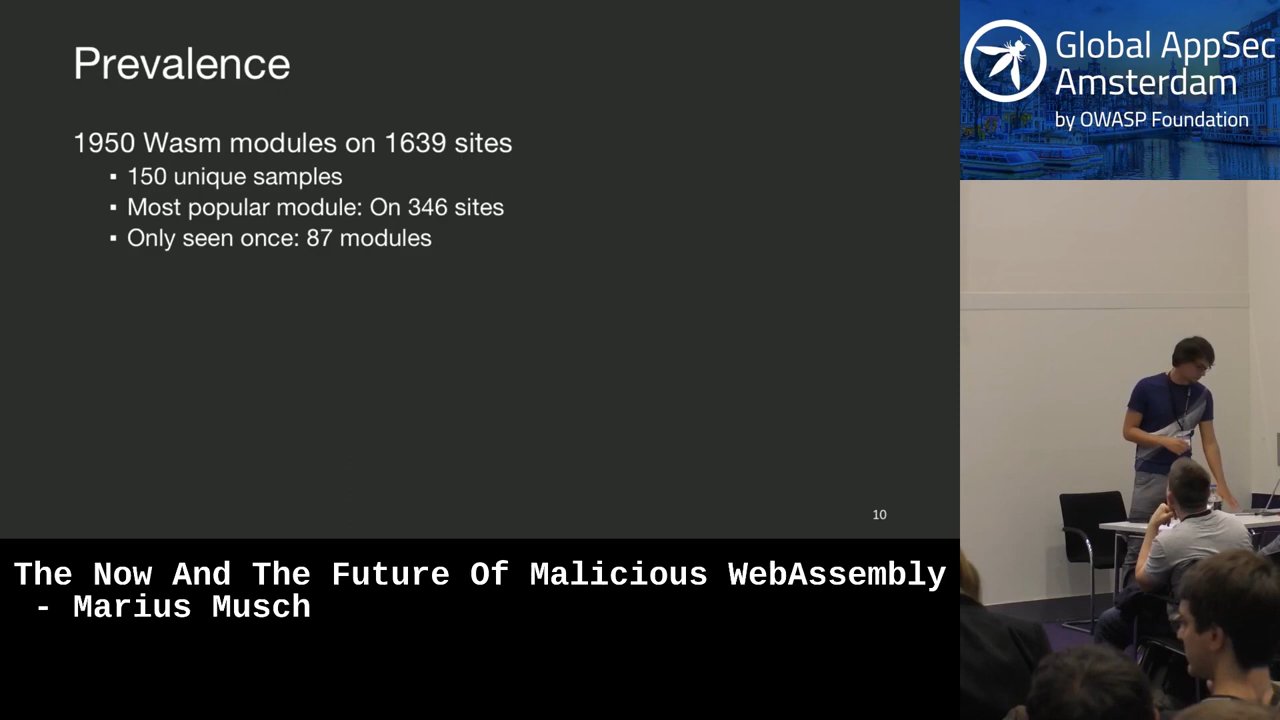 Prevalence
1950 Wasm modules on 1639 sites
▪ 150 unique samples
▪ Most popular module: On 346 sites
▪ Only seen once: 87 modules
10
Global AppSec
Amsterdam
by OWASP Foundation
The Now And The Future Of Malicious WebAssembly
- Marius Musch